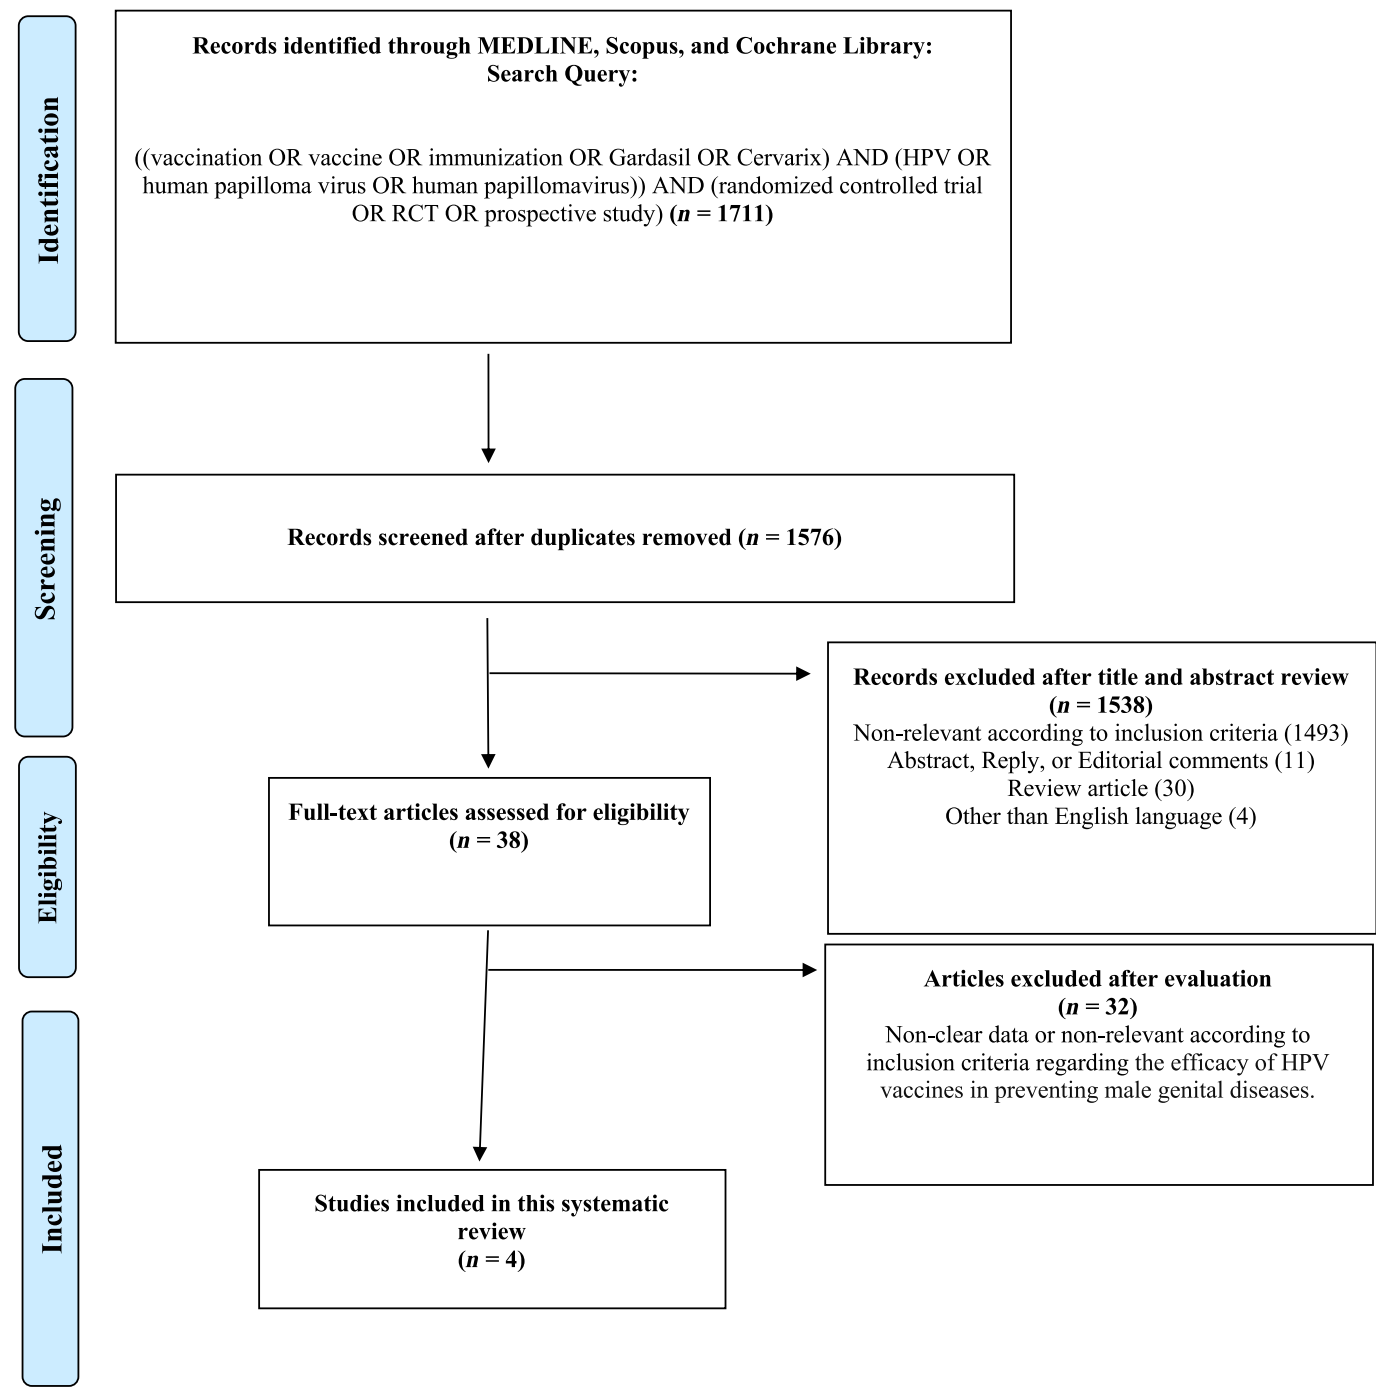 Identification
Records identified through MEDLINE, Scopus, and Cochrane Library:
Search Query:
((vaccination OR vaccine OR immunization OR Gardasil OR Cervarix) AND (HPV OR
human papilloma virus OR human papillomavirus)) AND (randomized controlled trial
OR RCT OR prospective study) (n = 1711)
Screening
Records screened after duplicates removed (n = 1576)
Records excluded after title and abstract review
(n = 1538)
Non-relevant according to inclusion criteria (1493)
Abstract, Reply, or Editorial comments (11)
Review article (30)
Other than English language (4)
Eligibility
Full-text articles assessed for eligibility
(n = 38)
Articles excluded after evaluation
(n = 32)
Non-clear data or non-relevant according to
inclusion criteria regarding the efficacy of HPV
vaccines in preventing male genital diseases.
Included
Studies included in this systematic
review
(n = 4)